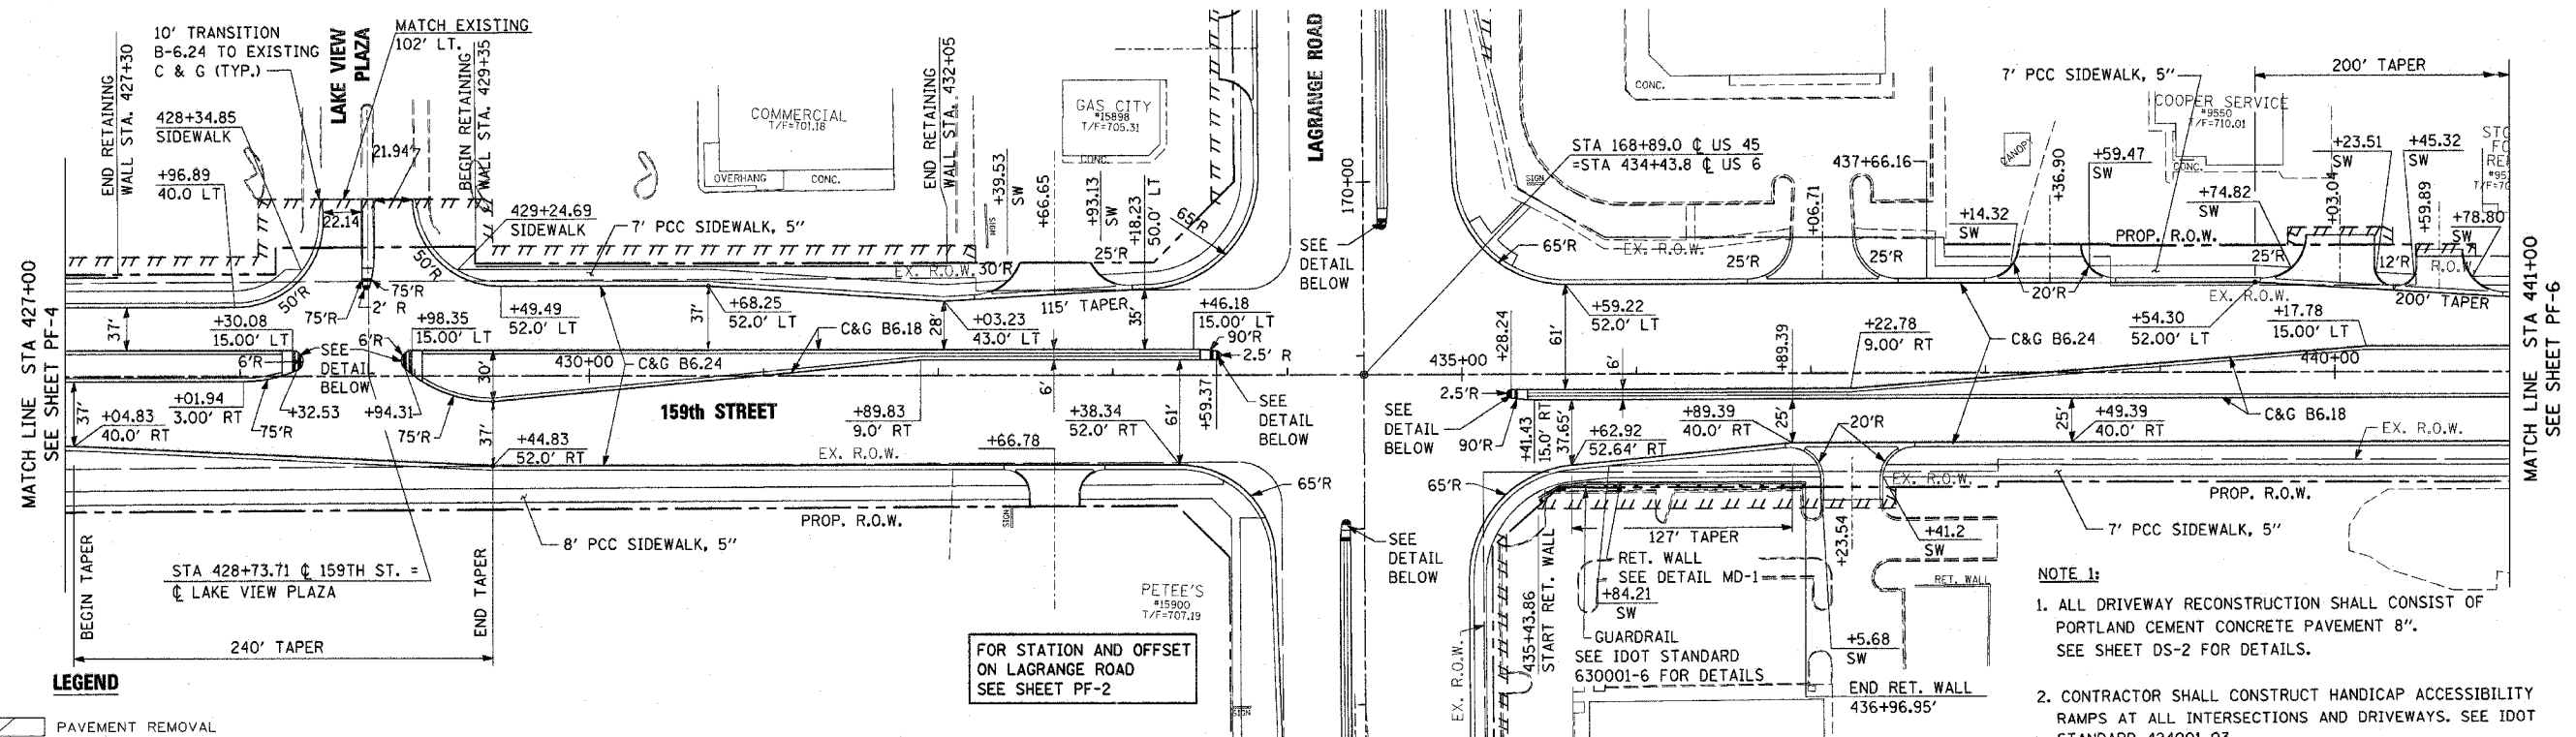 10' TRANSITION
B-6.24 TO EXISTING
C & G (TYP.)
LAKE VIEW
PLAZA
MATCH EXISTING
102' LT.
END RETAINING
WALL STA. 427+30
428+34.85
SIDEWALK
+96.89
40.0 LT
21.94'
22.14
BEGIN RETAINING
WALL STA. 429+35
429+24.69
SIDEWALK
7' PCC SIDEWALK, 5"
COMMERCIAL
T/F=701.18
OVERHANG
CONC.
END RETAINING
WALL STA. 432+05
GAS CITY
#15898
T/F=705.31
CONC.
SIGN
+39.53
SW
+66.65
+93.13
SW
+18.23
50.0' LT
65'R
25'R
30'R
EX. R.O.W.
115' TAPER
LAGRANGE ROAD
170+00
SEE
DETAIL
BELOW
MATCH LINE STA 427+00
SEE SHEET PF-4
37'
50'R
75'R
2' R
75'R
50'R
+49.49
52.0' LT
37'
+68.25
52.0' LT
28'
+03.23
43.0' LT
35'
+46.18
15.00' LT
90'R
2.5' R
+30.08
15.00' LT
6'R
SEE
DETAIL
BELOW
6'R
+98.35
15.00' LT
30'
430+00
C&G B6.24
C&G B6.18
6'
37'
+04.83
40.0' RT
+01.94
3.00' RT
75'R
+32.53
+94.31
75'R
37'
159th STREET
+44.83
52.0' RT
+89.83
9.0' RT
EX. R.O.W.
+66.78
+38.34
52.0' RT
61'
+59.37
SEE
DETAIL
BELOW
65'R
PROP. R.O.W.
SIGN
8' PCC SIDEWALK, 5"
STA 428+73.71 ℄ 159TH ST. =
℄ LAKE VIEW PLAZA
BEGIN TAPER
END TAPER
240' TAPER
PETEE'S
#15900
T/F=707.19
SIGN
FOR STATION AND OFFSET
ON LAGRANGE ROAD
SEE SHEET PF-2
LEGEND
PAVEMENT REMOVAL
CONC.
SIGN
STA 168+89.0 ℄ US 45
=STA 434+43.8 ℄ US 6
437+66.16
CANOPY
7' PCC SIDEWALK, 5"
COOPER SERVICE
#9550
T/F=710.01
CONC.
200' TAPER
+23.51
SW
+45.32
SW
+36.90
+59.47
SW
+74.82
SW
+03.04
+59.89
+78.80
SW
65'R
EX. R.O.W.
+06.71
25'R
25'R
+14.32
SW
PROP. R.O.W.
25'R
12'R
R.O.W.
20'R
EX. R.O.W.
200' TAPER
435+00
+28.24
61'
+59.22
52.0' LT
6'
+89.39
+22.78
9.00' RT
C&G B6.24
+54.30
52.00' LT
+17.78
15.00' LT
440+00
MATCH LINE STA 441+00
SEE SHEET PF-6
SEE
DETAIL
BELOW
2.5'R
90'R
+41.43
15.0' RT
37.65'
+62.92
52.64' RT
+89.39
40.0' RT
25'
20'R
25'
+49.39
40.0' RT
C&G B6.18
EX. R.O.W.
65'R
EX. R.O.W.
PROP. R.O.W.
SEE
DETAIL
BELOW
127' TAPER
RET. WALL
SEE DETAIL MD-1
+84.21
SW
+23.54
+41.2
SW
7' PCC SIDEWALK, 5"
RET. WALL
435+43.86
START RET. WALL
EX. R.O.W.
GUARDRAIL
SEE IDOT STANDARD
630001-6 FOR DETAILS
+5.68
SW
END RET. WALL
436+96.95'
NOTE 1:
1. ALL DRIVEWAY RECONSTRUCTION SHALL CONSIST OF
PORTLAND CEMENT CONCRETE PAVEMENT 8".
SEE SHEET DS-2 FOR DETAILS.
2. CONTRACTOR SHALL CONSTRUCT HANDICAP ACCESSIBILITY
RAMPS AT ALL INTERSECTIONS AND DRIVEWAYS. SEE IDOT